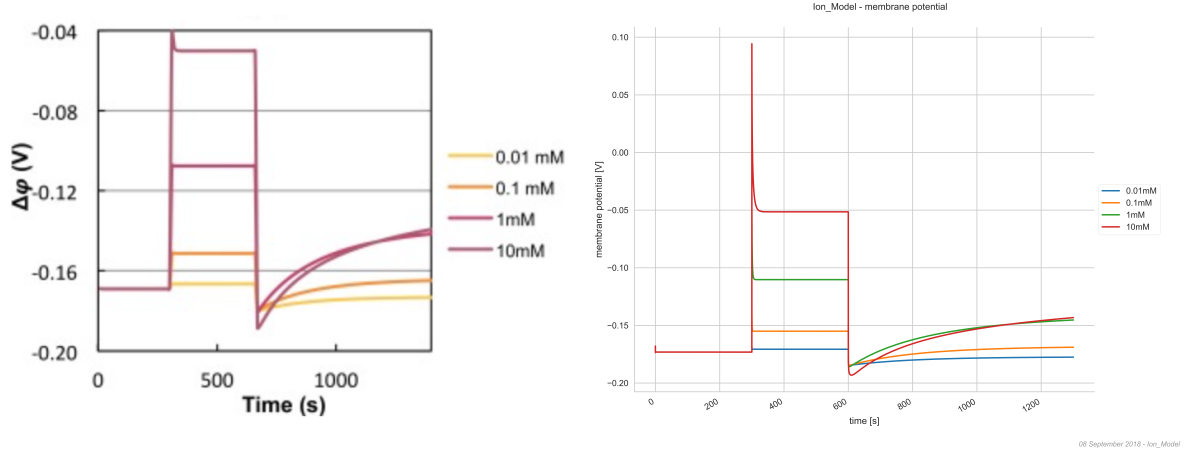 -0.04
-0.08
-0.12
-0.16
-0.20
Δφ (V)
0
500
1000
Time (s)
0.01 mM
0.1 mM
1mM
10mM
Ion_Model - membrane potential
0.10
0.05
0.00
−0.05
−0.10
−0.15
−0.20
membrane potential [V]
0
200
400
600
800
1000
1200
time [s]
0.01mM
0.1mM
1mM
10mM
08 September 2018 - Ion_Model